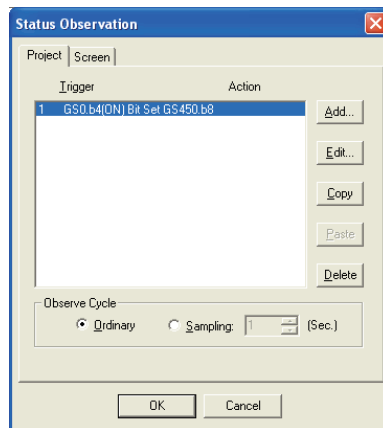 Status Observation
Project Screen
Trigger Action
1 GS0.b4(ON) Bit Set GS450.b8
Add...
Edit...
Copy
Paste
Delete
Observe Cycle
Ordinary Sampling: 1 (Sec.)
OK Cancel